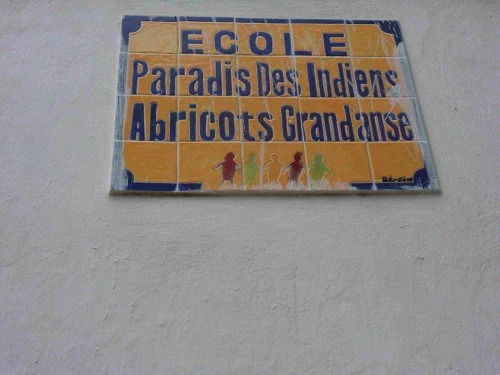 ECOLE
Paradis Des Indiens
Abricots Grandanse